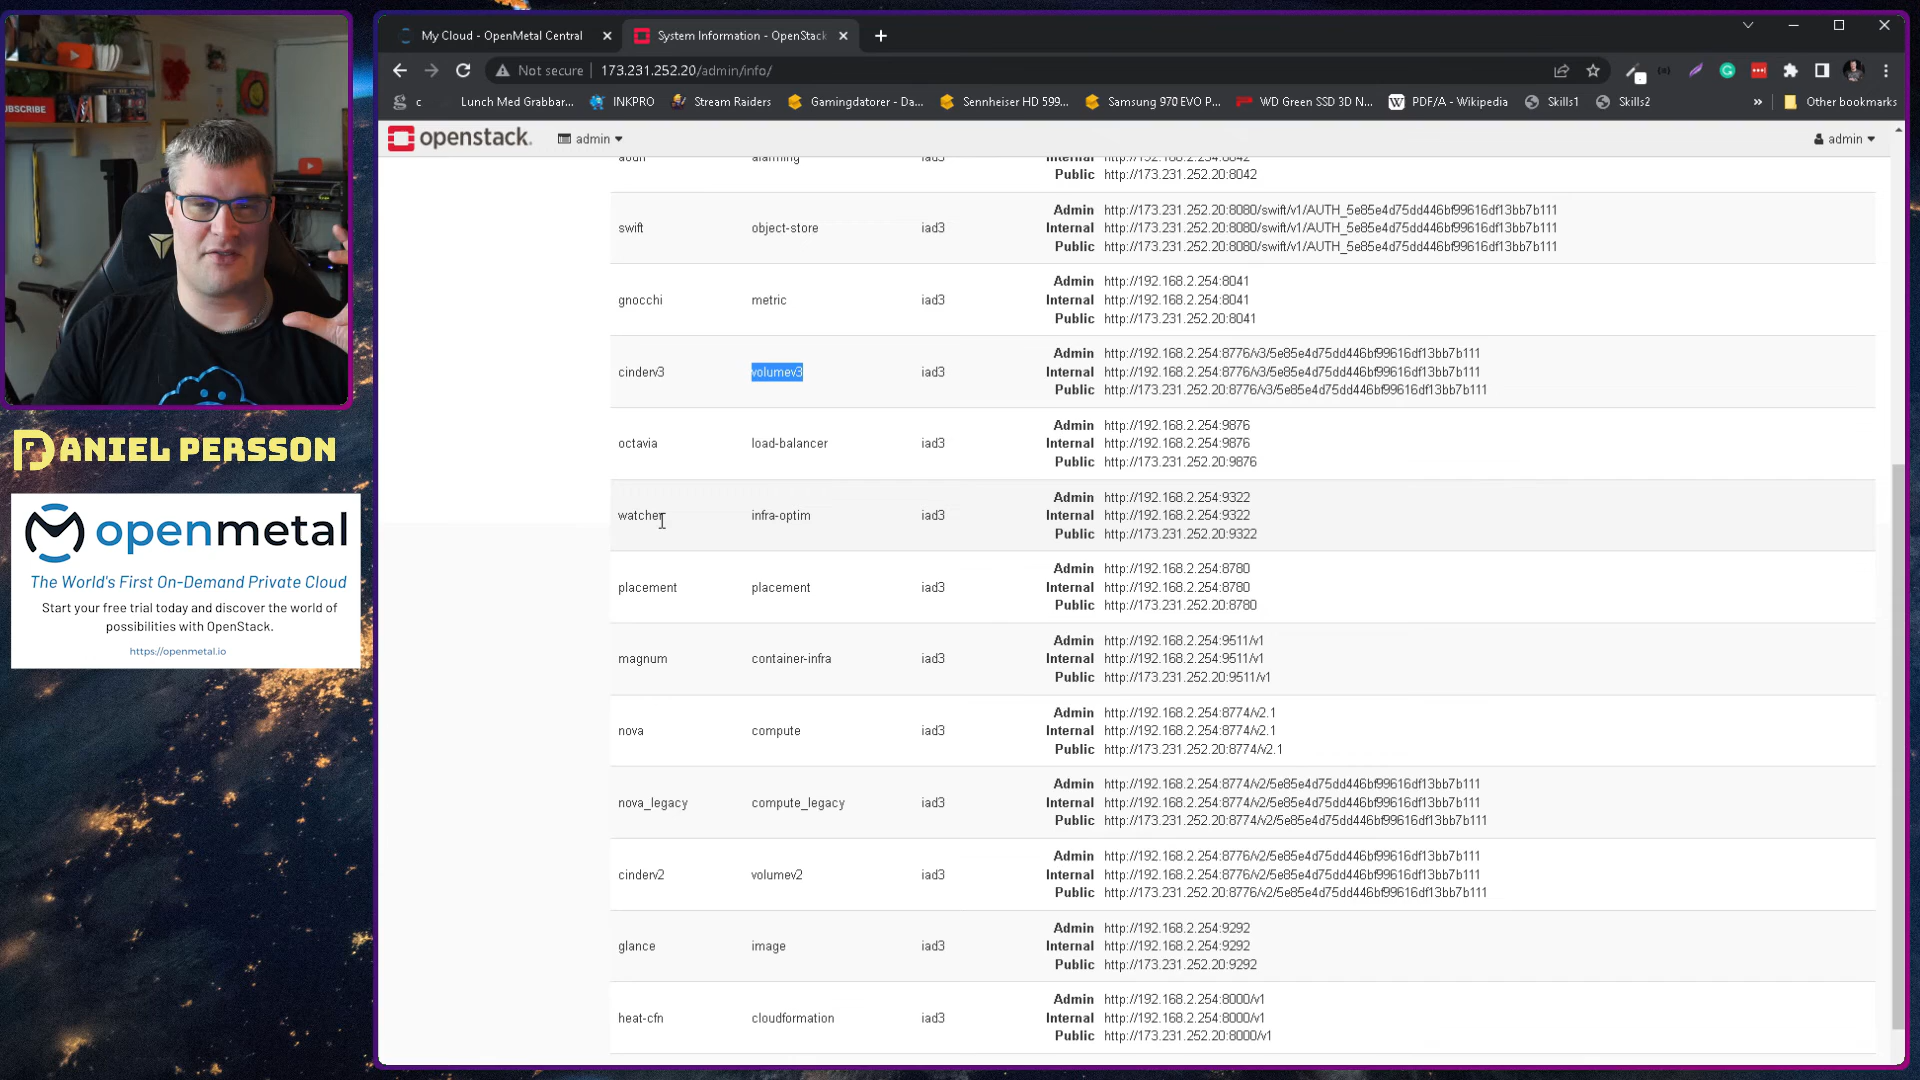 My Cloud - OpenMetal Central
System Information - OpenStack
Not secure
173.231.252.20/admin/info/
c
Lunch Med Grabbar...
INKPRO
Stream Raiders
Gamingdatorer - Da...
Sennheiser HD 599...
Samsung 970 EVO P...
WD Green SSD 3D N...
PDF/A - Wikipedia
Skills1
Skills2
»
Other bookmarks
openstack.
admin
admin
aodh alarming iad3 Internal http://192.168.2.254:8042
Public http://173.231.252.20:8042
Admin http://173.231.252.20:8080/swift/v1/AUTH_5e85e4d75dd446bf99616df13bb7b111
swift object-store iad3 Internal http://173.231.252.20:8080/swift/v1/AUTH_5e85e4d75dd446bf99616df13bb7b111
Public http://173.231.252.20:8080/swift/v1/AUTH_5e85e4d75dd446bf99616df13bb7b111
Admin http://192.168.2.254:8041
gnocchi metric iad3 Internal http://192.168.2.254:8041
Public http://173.231.252.20:8041
Admin http://192.168.2.254:8776/v3/5e85e4d75dd446bf99616df13bb7b111
cinderv3 volumev3 iad3 Internal http://192.168.2.254:8776/v3/5e85e4d75dd446bf99616df13bb7b111
Public http://173.231.252.20:8776/v3/5e85e4d75dd446bf99616df13bb7b111
Admin http://192.168.2.254:9876
octavia load-balancer iad3 Internal http://192.168.2.254:9876
Public http://173.231.252.20:9876
Admin http://192.168.2.254:9322
watcher infra-optim iad3 Internal http://192.168.2.254:9322
Public http://173.231.252.20:9322
Admin http://192.168.2.254:8780
placement placement iad3 Internal http://192.168.2.254:8780
Public http://173.231.252.20:8780
Admin http://192.168.2.254:9511/v1
magnum container-infra iad3 Internal http://192.168.2.254:9511/v1
Public http://173.231.252.20:9511/v1
Admin http://192.168.2.254:8774/v2.1
nova compute iad3 Internal http://192.168.2.254:8774/v2.1
Public http://173.231.252.20:8774/v2.1
Admin http://192.168.2.254:8774/v2/5e85e4d75dd446bf99616df13bb7b111
nova_legacy compute_legacy iad3 Internal http://192.168.2.254:8774/v2/5e85e4d75dd446bf99616df13bb7b111
Public http://173.231.252.20:8774/v2/5e85e4d75dd446bf99616df13bb7b111
Admin http://192.168.2.254:8776/v2/5e85e4d75dd446bf99616df13bb7b111
cinderv2 volumev2 iad3 Internal http://192.168.2.254:8776/v2/5e85e4d75dd446bf99616df13bb7b111
Public http://173.231.252.20:8776/v2/5e85e4d75dd446bf99616df13bb7b111
Admin http://192.168.2.254:9292
glance image iad3 Internal http://192.168.2.254:9292
Public http://173.231.252.20:9292
Admin http://192.168.2.254:8000/v1
heat-cfn cloudformation iad3 Internal http://192.168.2.254:8000/v1
Public http://173.231.252.20:8000/v1
SUBSCRIBE
DANIEL PERSSON
openmetal
The World's First On-Demand Private Cloud
Start your free trial today and discover the world of
possibilities with OpenStack.
https://openmetal.io